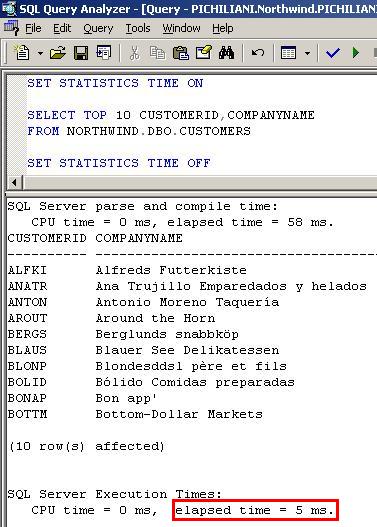 SQL Query Analyzer - [Query - PICHILIANI.Northwind.PICHILIANI
File Edit Query Tools Window Help
SET STATISTICS TIME ON
SELECT TOP 10 CUSTOMERID,COMPANYNAME
FROM NORTHWIND.DBO.CUSTOMERS
SET STATISTICS TIME OFF
SQL Server parse and compile time:
CPU time = 0 ms, elapsed time = 58 ms.
CUSTOMERID COMPANYNAME
---------- ----------------------------------------
ALFKI Alfreds Futterkiste
ANATR Ana Trujillo Emparedados y helados
ANTON Antonio Moreno Taquería
AROUT Around the Horn
BERGS Berglunds snabbköp
BLAUS Blauer See Delikatessen
BLONP Blondesddsl père et fils
BOLID Bólido Comidas preparadas
BONAP Bon app'
BOTTM Bottom-Dollar Markets
(10 row(s) affected)
SQL Server Execution Times:
CPU time = 0 ms, elapsed time = 5 ms.